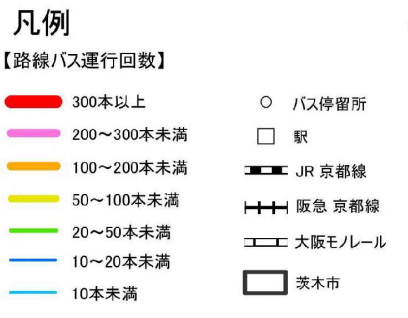 凡例
【路線バス運行回数】
300本以上
200～300本未満
100～200本未満
50～100本未満
20～50本未満
10～20本未満
10本未満
バス停留所
駅
JR 京都線
阪急 京都線
大阪モノレール
茨木市